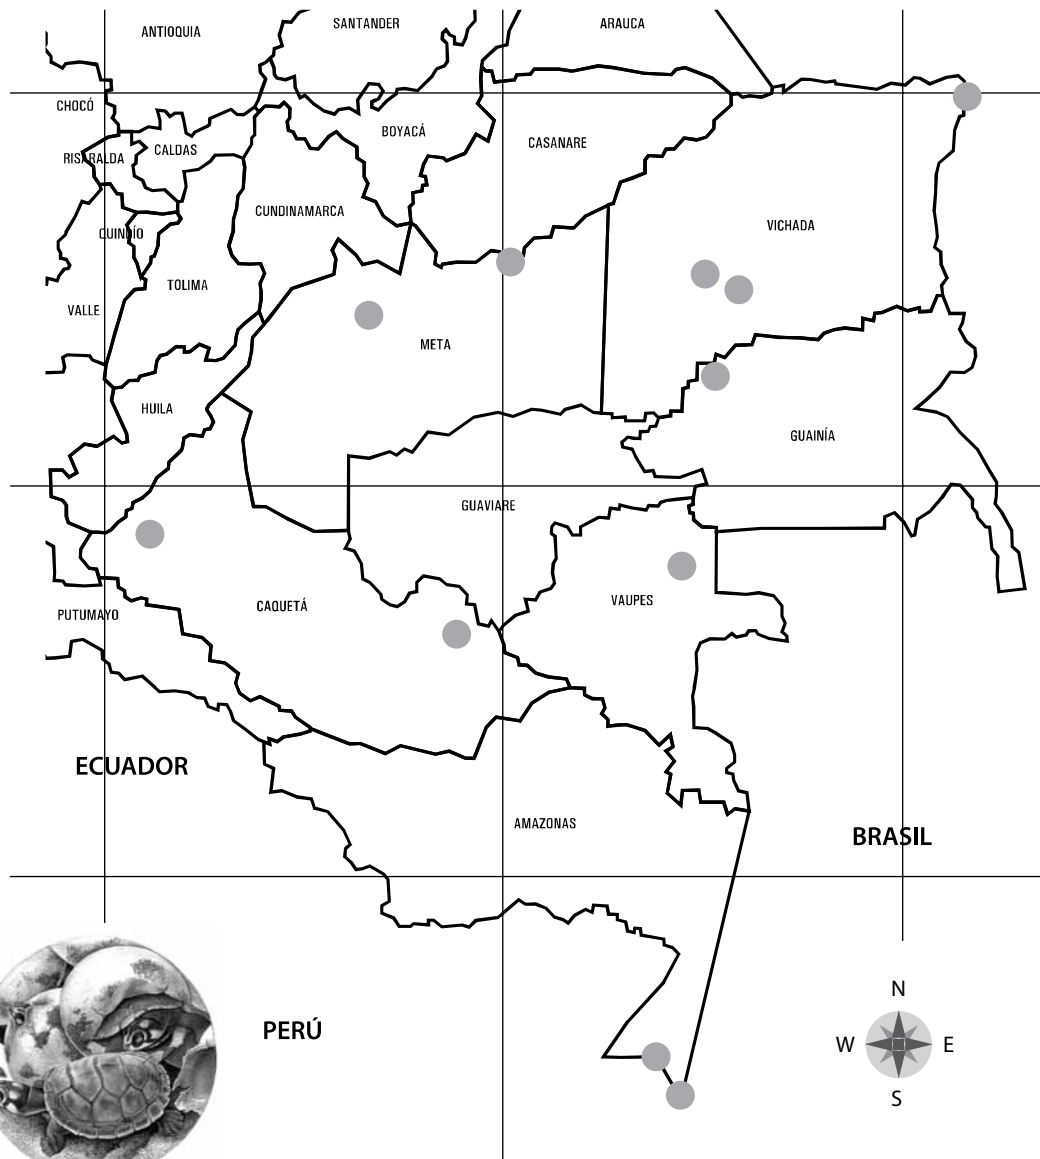 SANTANDER
ARAUCA
ANTIOQUIA
CHOCÓ
BOYACÁ
CASANARE
CALDAS
RISARALDA
CUNDINAMARCA
VICHADA
QUINDÍO
TOLIMA
VALLE
META
HUILA
GUAINÍA
GUAVIARE
VAUPES
CAQUETÁ
PUTUMAYO
ECUADOR
AMAZONAS
BRASIL
N
PERÚ
W
E
S